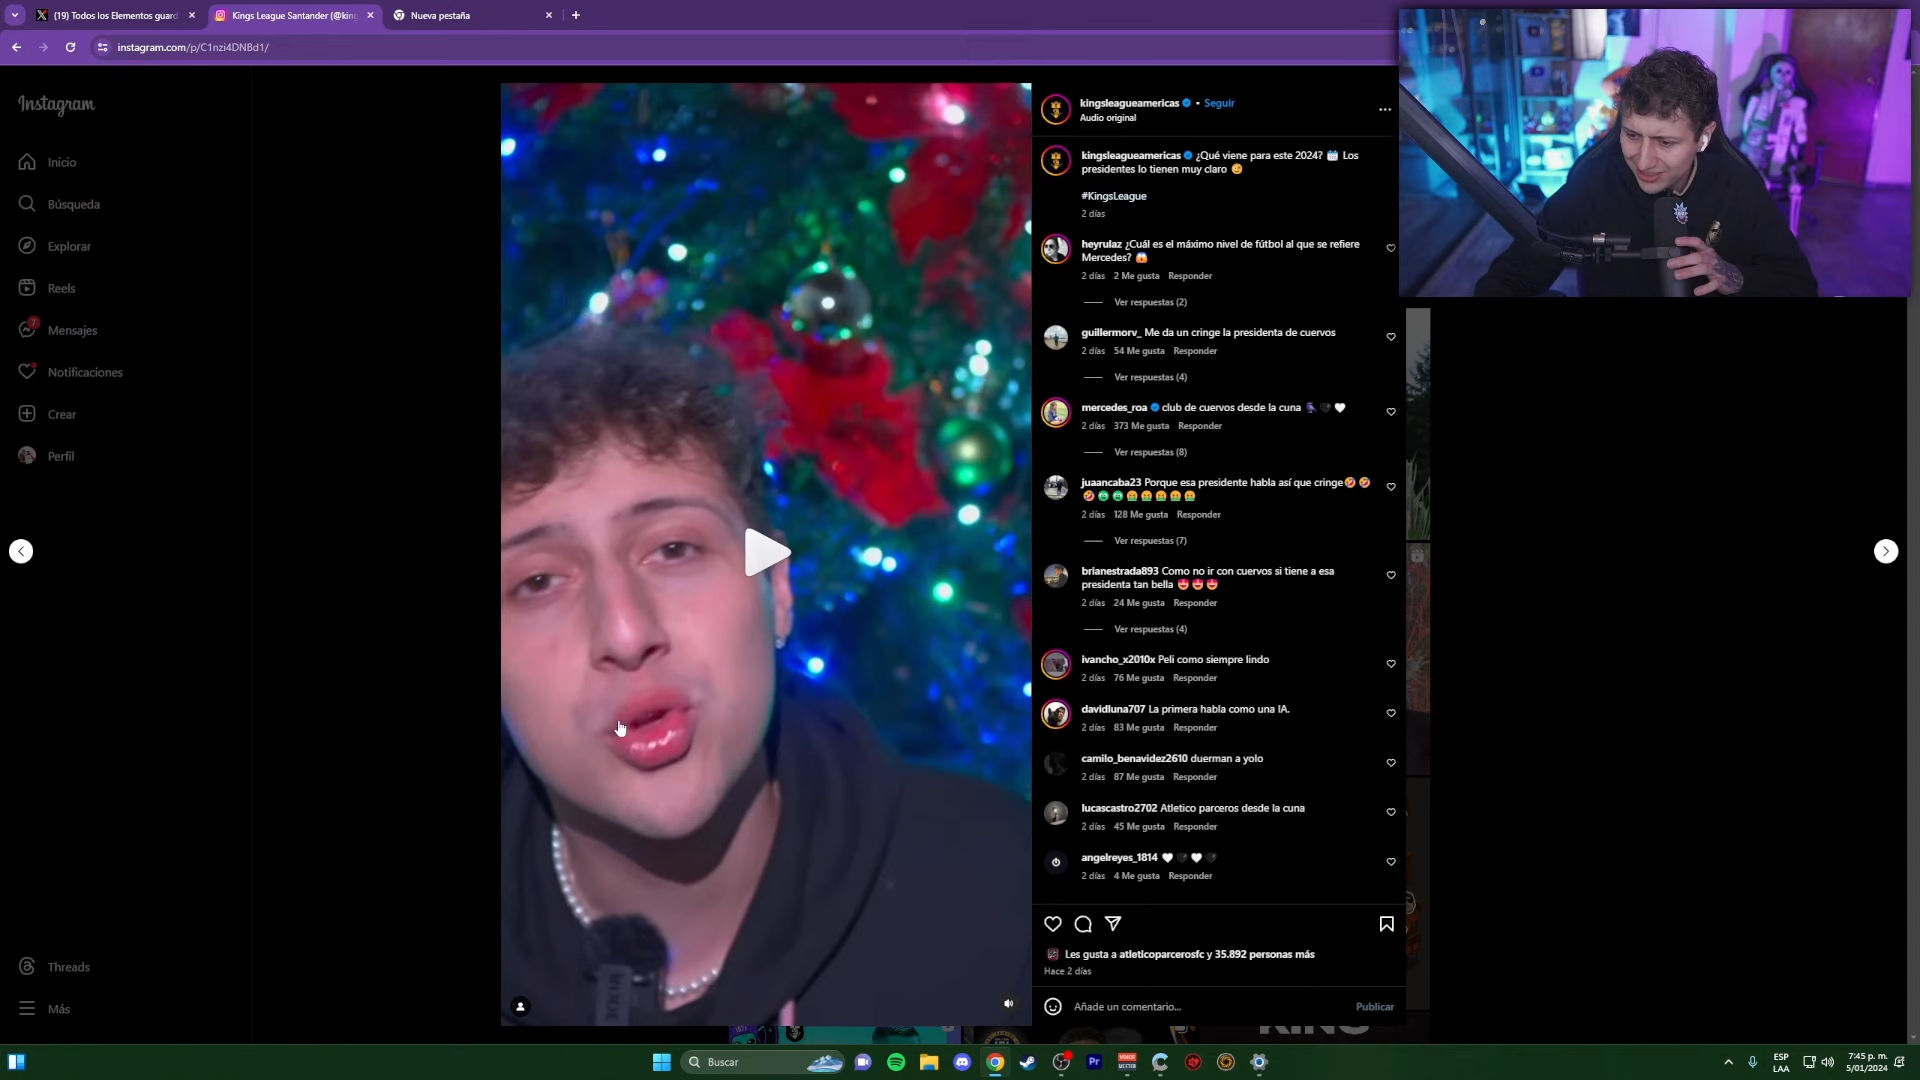 (19) Todos los Elementos guard
Kings League Santander (@king
Nueva pestaña
instagram.com/p/C1nzi4DNBd1/
Instagram
Inicio
Búsqueda
Explorar
Reels
7
Mensajes
Notificaciones
Crear
Perfil
Threads
Más
kingsleagueamericas • Seguir
Audio original
kingsleagueamericas ¿Qué viene para este 2024? 🗓️ Los
presidentes lo tienen muy claro 😉
#KingsLeague
2 días
heyrulaz ¿Cuál es el máximo nivel de fútbol al que se refiere
Mercedes? 😱
2 días 2 Me gusta Responder
Ver respuestas (2)
guillermorv_ Me da un cringe la presidenta de cuervos
2 días 54 Me gusta Responder
Ver respuestas (4)
mercedes_roa club de cuervos desde la cuna 🐦‍⬛🖤🤍
2 días 373 Me gusta Responder
Ver respuestas (8)
juaancaba23 Porque esa presidente habla así que cringe🤣🤣
🤣🤢🤢🤮🤮🤮🤮🤮
2 días 128 Me gusta Responder
Ver respuestas (7)
brianestrada893 Como no ir con cuervos si tiene a esa
presidenta tan bella 😍😍😍
2 días 24 Me gusta Responder
Ver respuestas (4)
ivancho_x2010x Peli como siempre lindo
2 días 76 Me gusta Responder
davidluna707 La primera habla como una IA.
2 días 83 Me gusta Responder
camilo_benavidez2610 duerman a yolo
2 días 87 Me gusta Responder
lucascastro2702 Atletico parceros desde la cuna
2 días 45 Me gusta Responder
angelreyes_1814 🤍🖤🤍🖤
2 días 4 Me gusta Responder
Les gusta a atleticoparcerosfc y 35.892 personas más
Hace 2 días
Añade un comentario...
Publicar
KING
Buscar
Pr
ESP
LAA
7:45 p. m.
5/01/2024